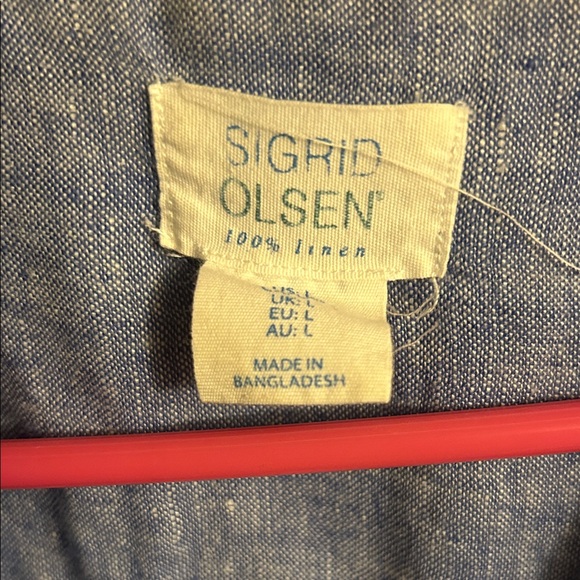 SIGRID
OLSEN®
100% linen
UK: L
EU: L
AU: L
MADE IN
BANGLADESH